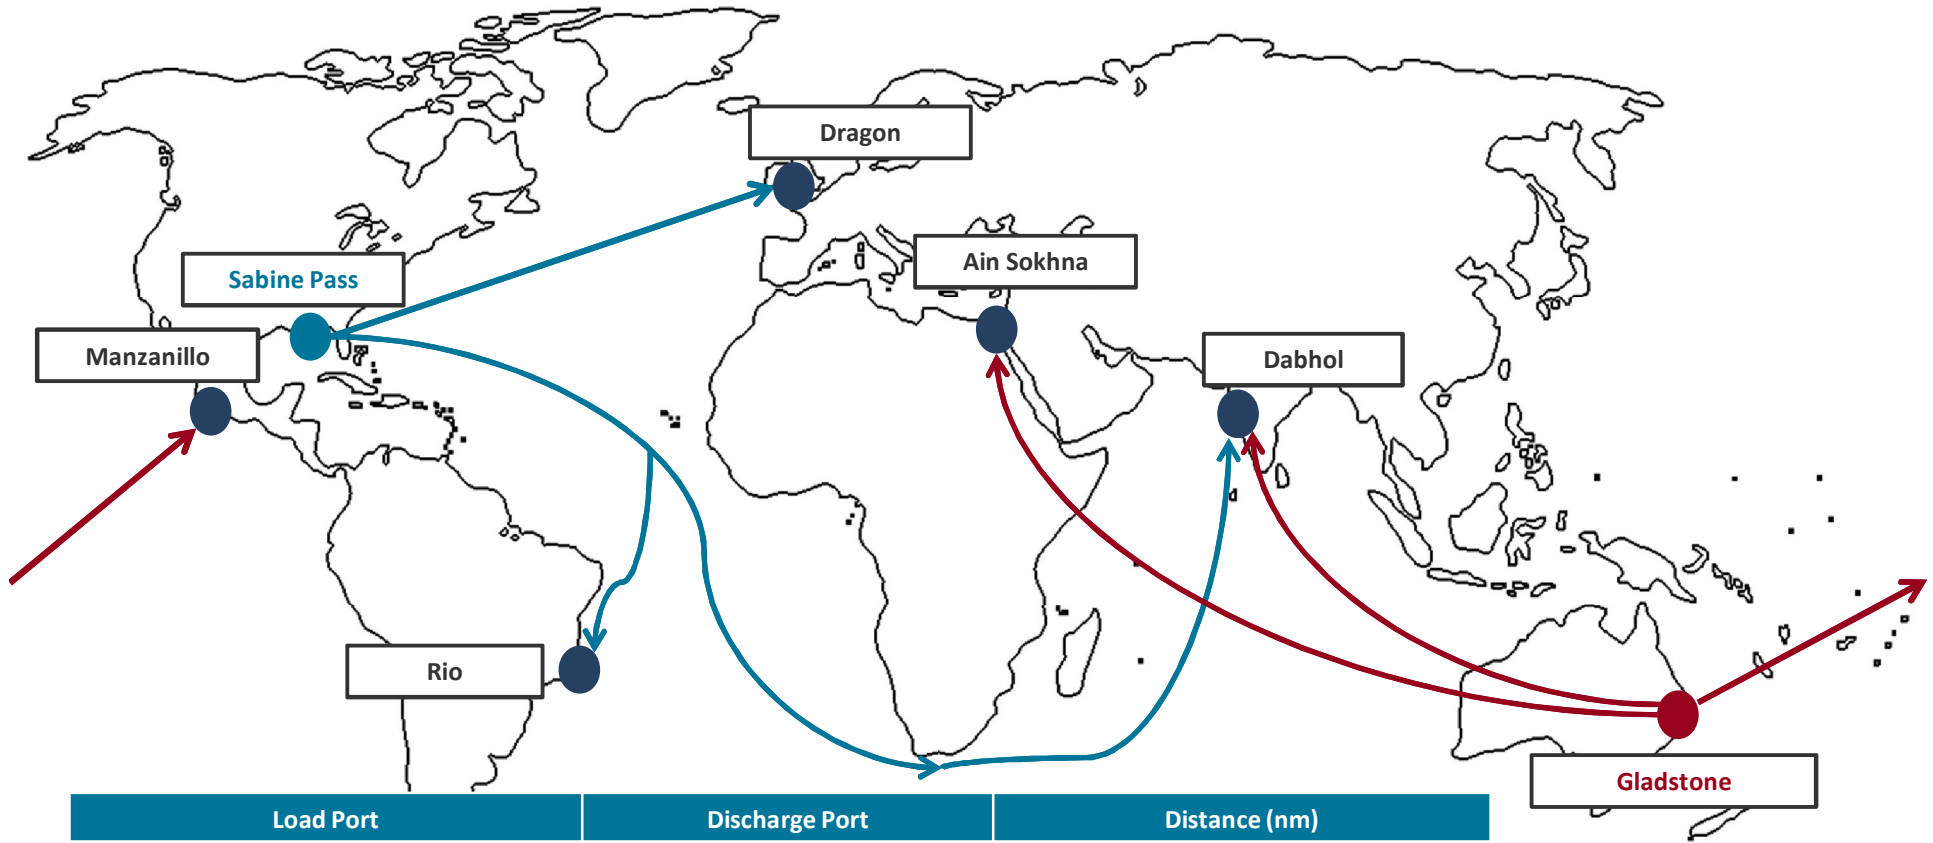 Dragon
Ain Sokhna
Sabine Pass
Manzanillo
Dabhol
Rio
Gladstone
Load Port
Discharge Port
Distance (nm)